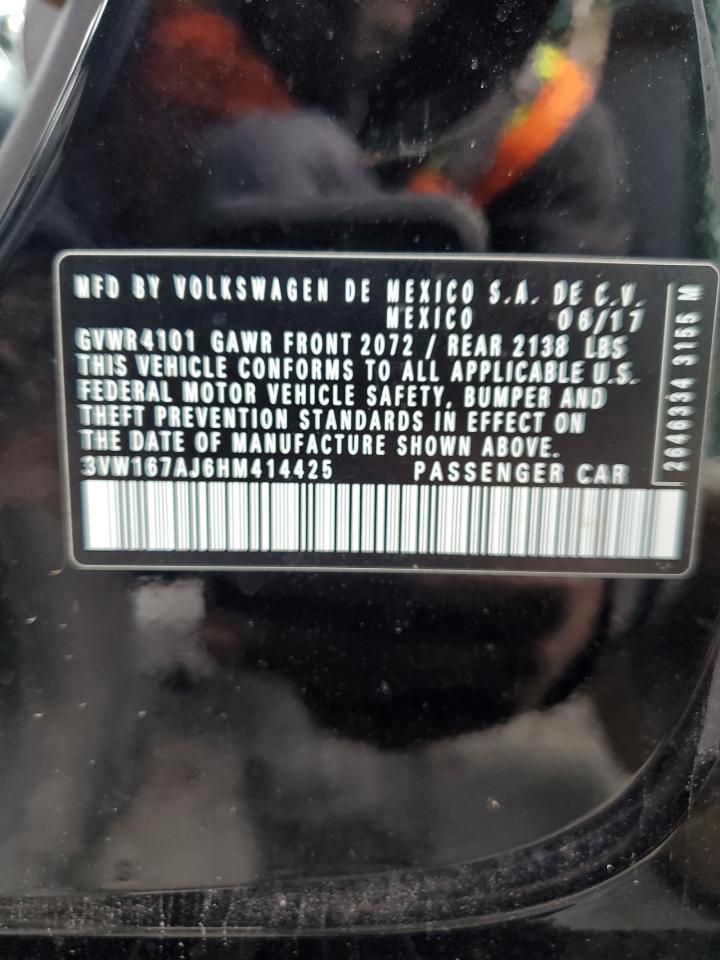 MFD BY VOLKSWAGEN DE MEXICO S.A. DE C.V.
MEXICO 06/17
GVWR4101 GAWR FRONT 2072 / REAR 2138 LBS
THIS VEHICLE CONFORMS TO ALL APPLICABLE U.S.
FEDERAL MOTOR VEHICLE SAFETY, BUMPER AND
THEFT PREVENTION STANDARDS IN EFFECT ON
THE DATE OF MANUFACTURE SHOWN ABOVE.
3VW167AJ6HM414425 PASSENGER CAR
2646334 3155 M